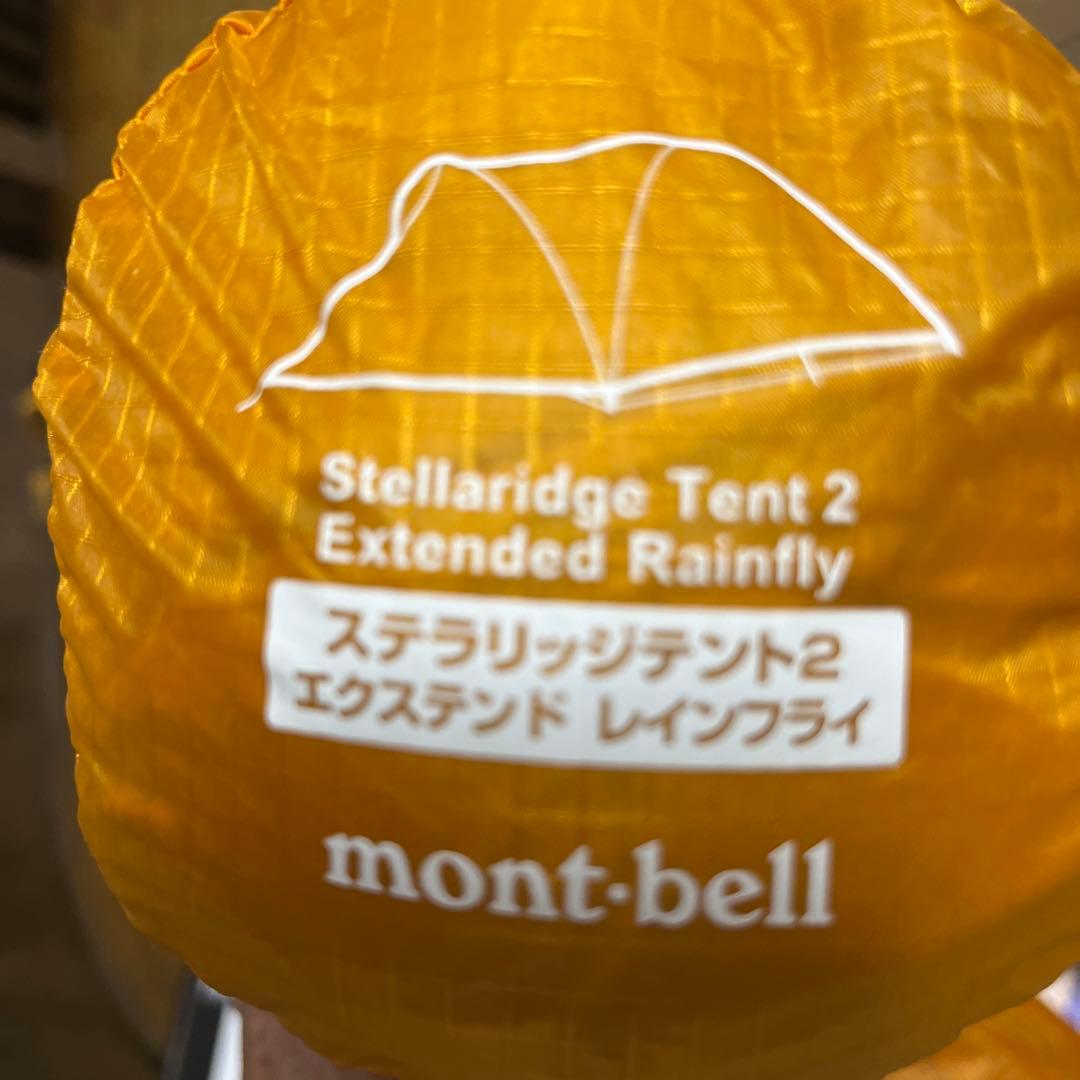 Stellaridge Tent 2
Extended Rainfly
ステラリッジテント2
エクステンド レインフライ
mont·bell